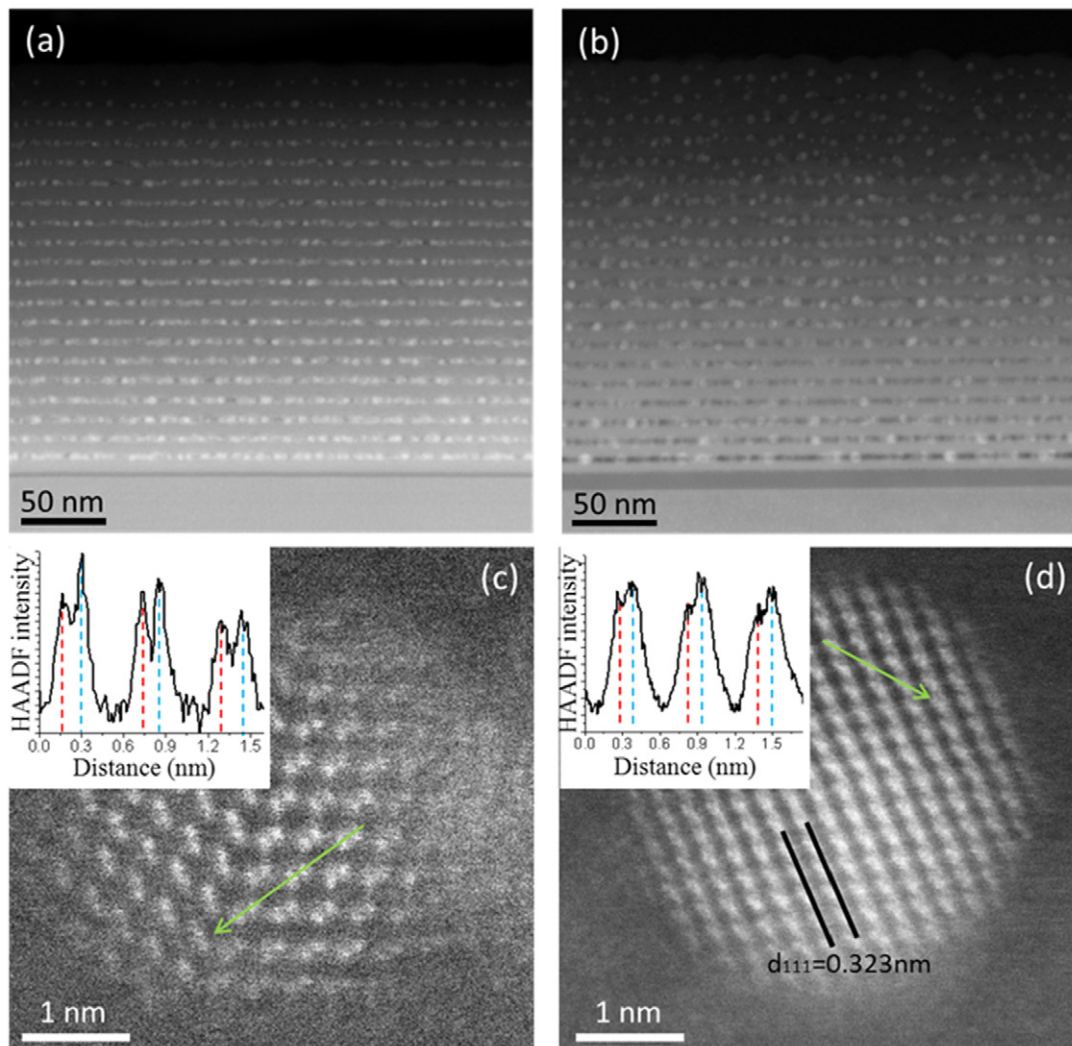 (a)
(b)
50 nm
50 nm
(c)
HAADF intensity
0.0 0.3 0.6 0.9 1.2 1.5
Distance (nm)
1 nm
(d)
HAADF intensity
0.0 0.3 0.6 0.9 1.2 1.5
Distance (nm)
d₁₁₁=0.323nm
1 nm